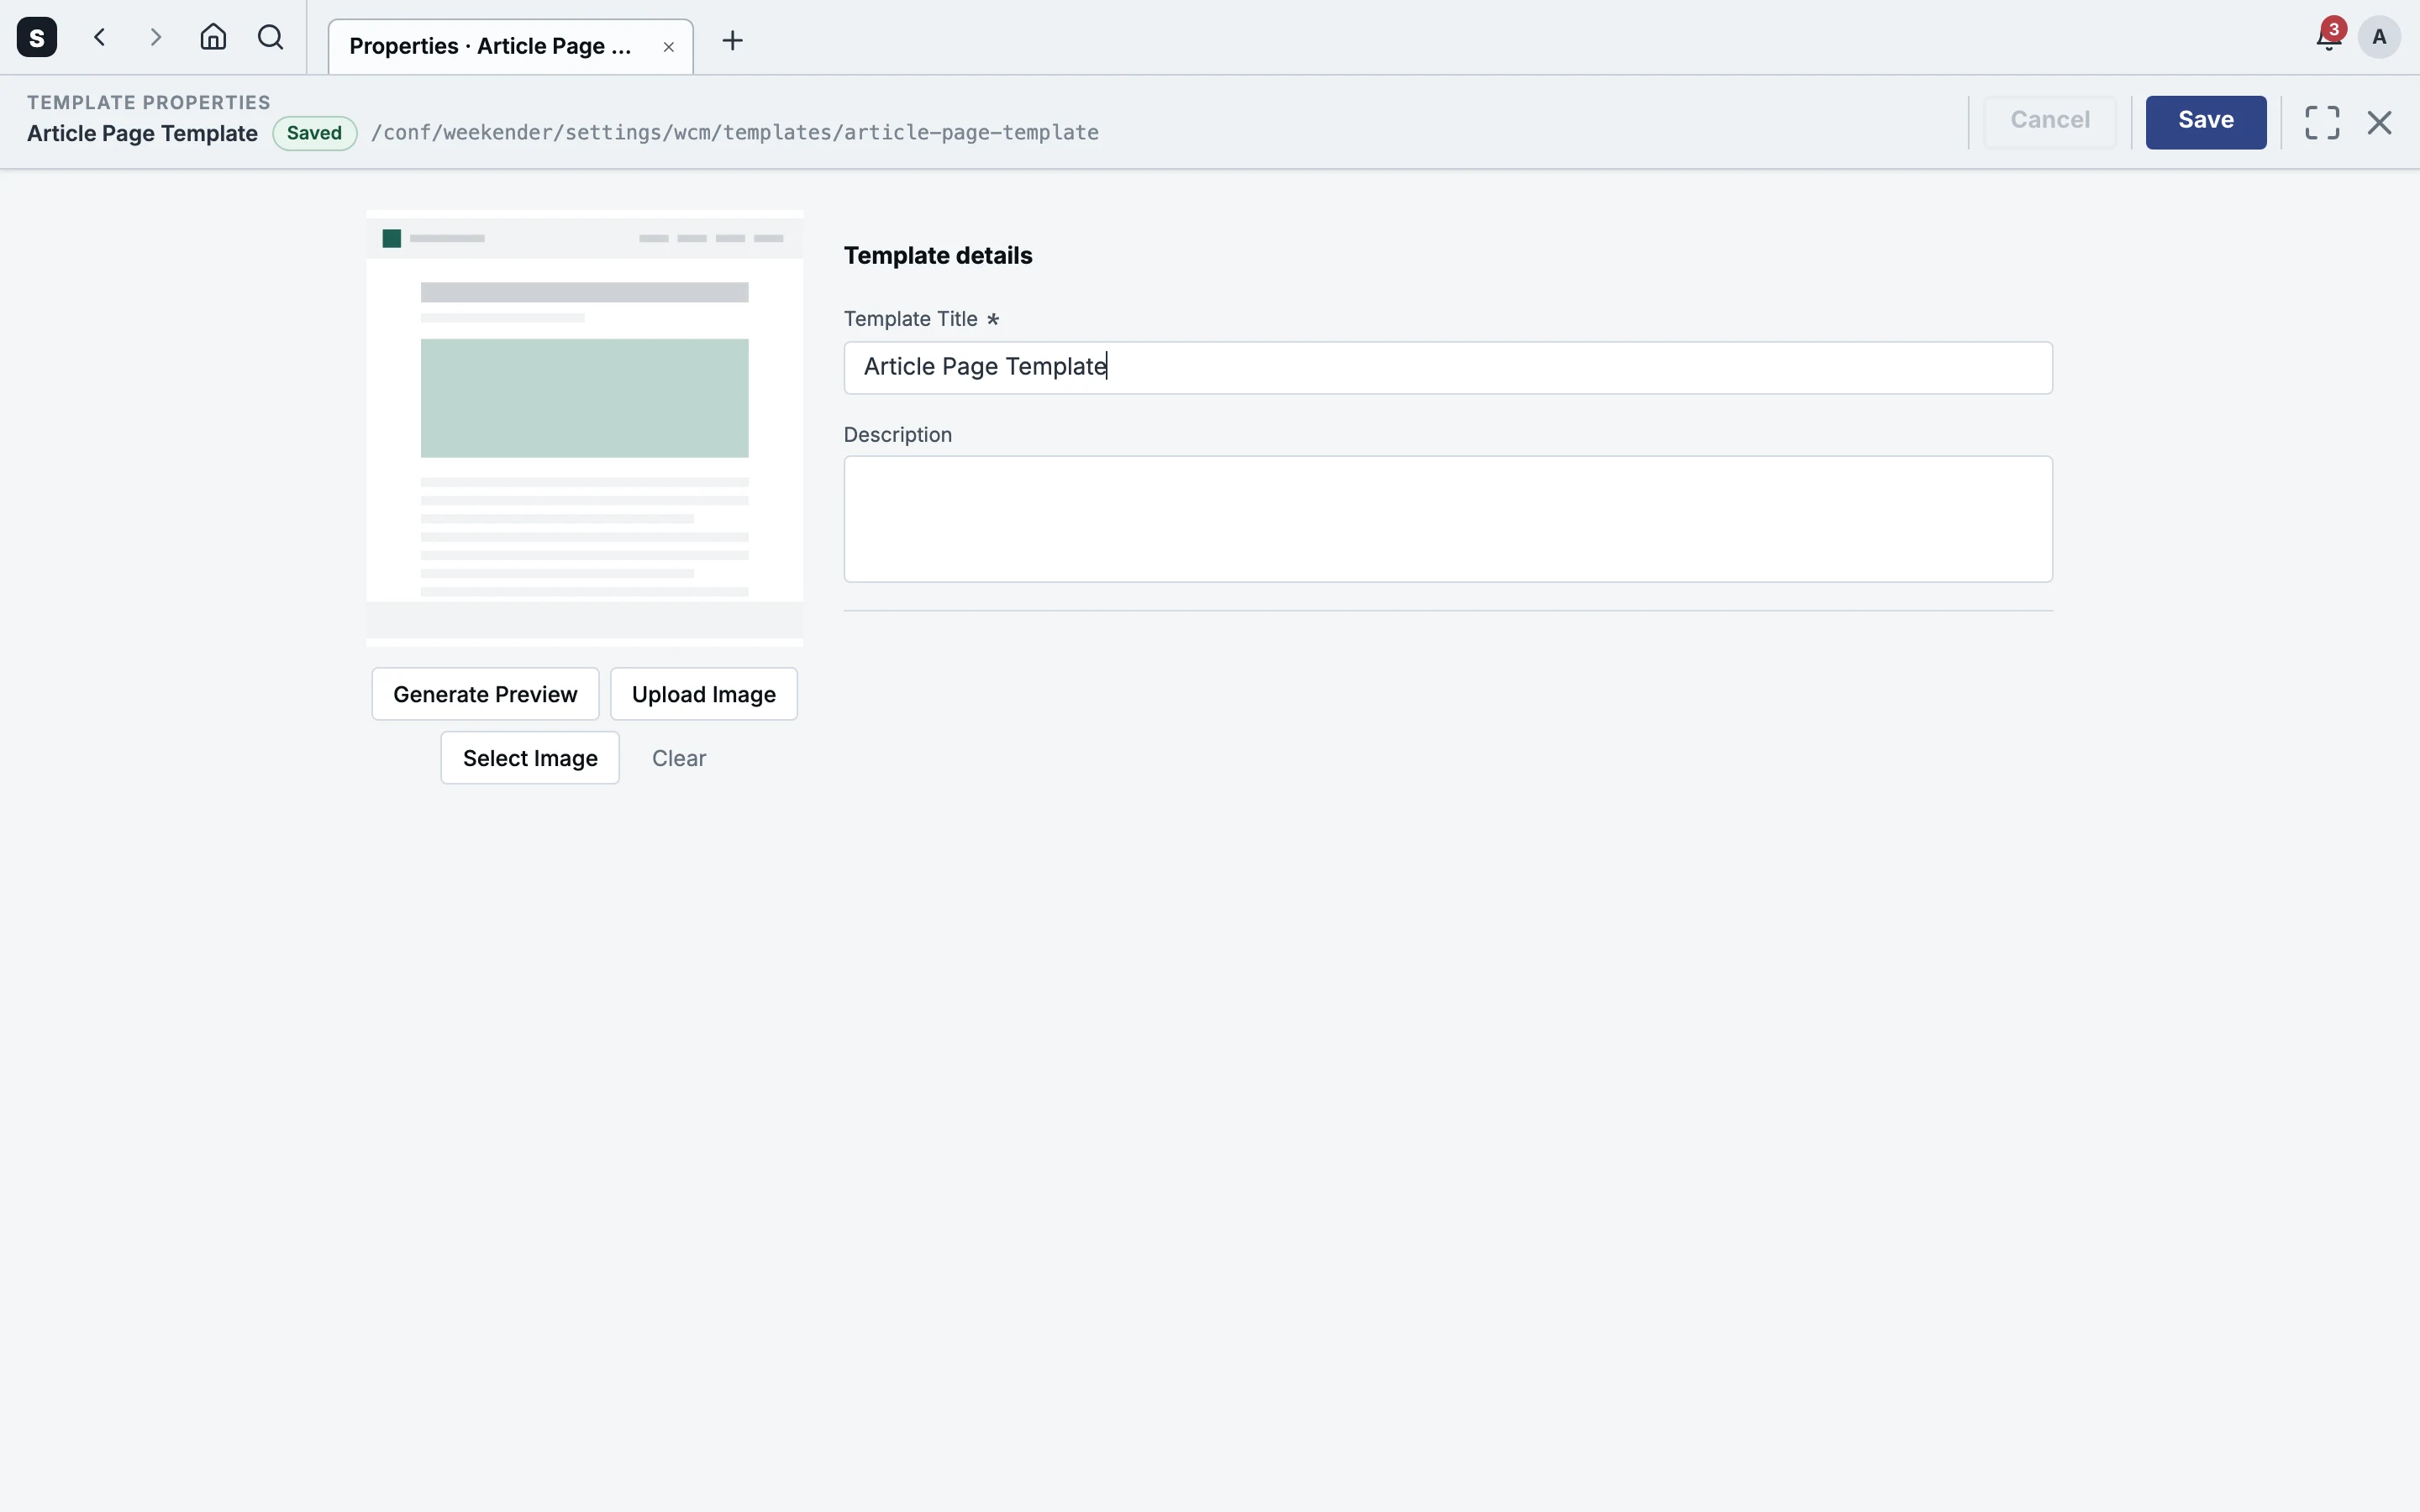 S
Properties · Article Page ...
3
A
TEMPLATE PROPERTIES
Article Page Template
Saved
/conf/weekender/settings/wcm/templates/article-page-template
Cancel
Save
Template details
Template Title *
Article Page Template
Description
Generate Preview
Upload Image
Select Image
Clear